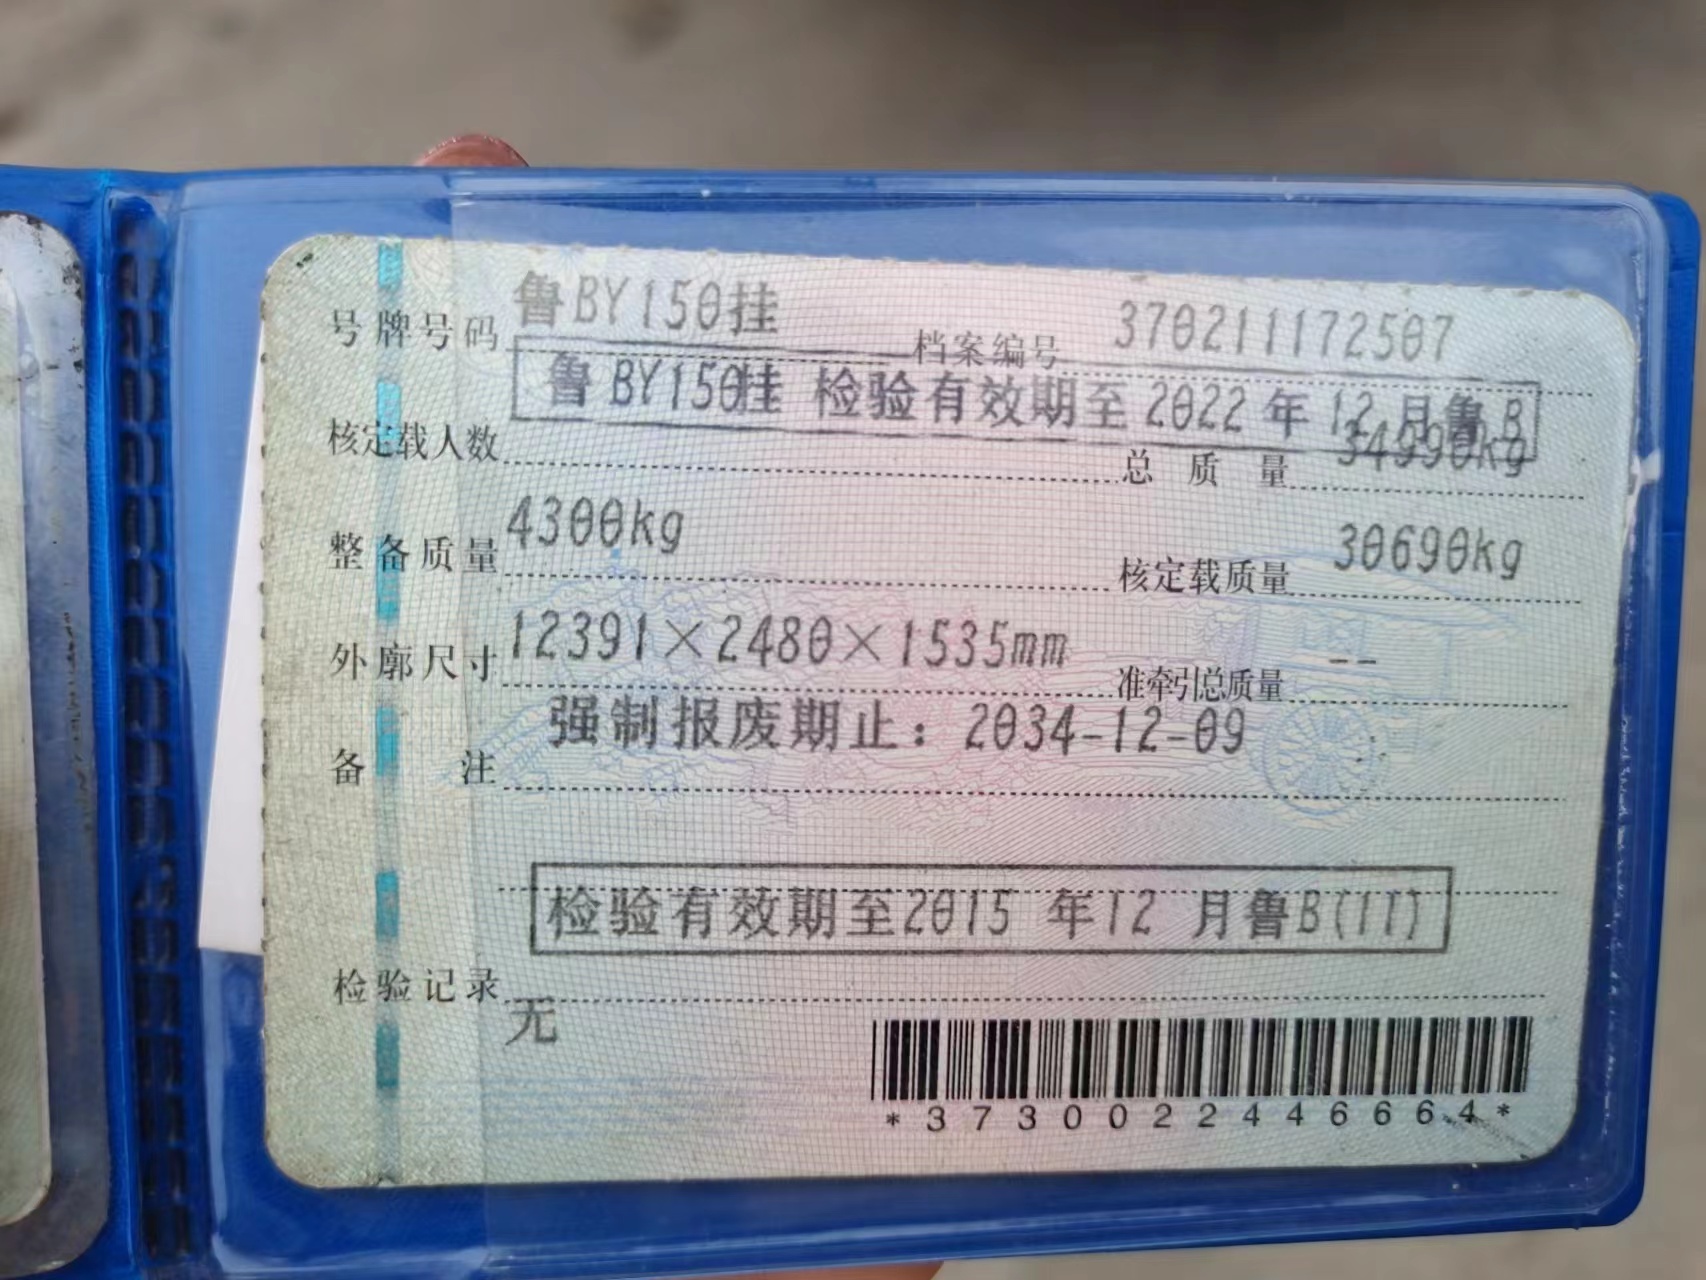 号牌号码 鲁BY150挂 档案编号 370211172507
鲁BY150挂 检验有效期至2022年12月鲁B
核定载人数 总质量 34990kg
整备质量 4300kg 核定载质量 30690kg
外廓尺寸 12391×2480×1535mm 准牵引总质量 --
备注 强制报废期止：2034-12-09
检验有效期至2015 年12 月鲁B(11)
检验记录
无
*3730022446664*